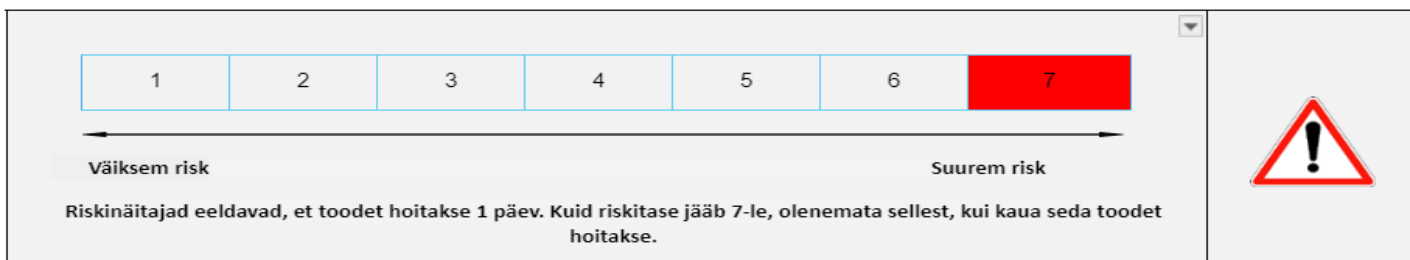 1 2 3 4 5 6 7
Väiksem risk Suurem risk
Riskinäitajad eeldavad, et toodet hoitakse 1 päev. Kuid riskitase jääb 7-le, olenemata sellest, kui kaua seda toodet
hoitakse.